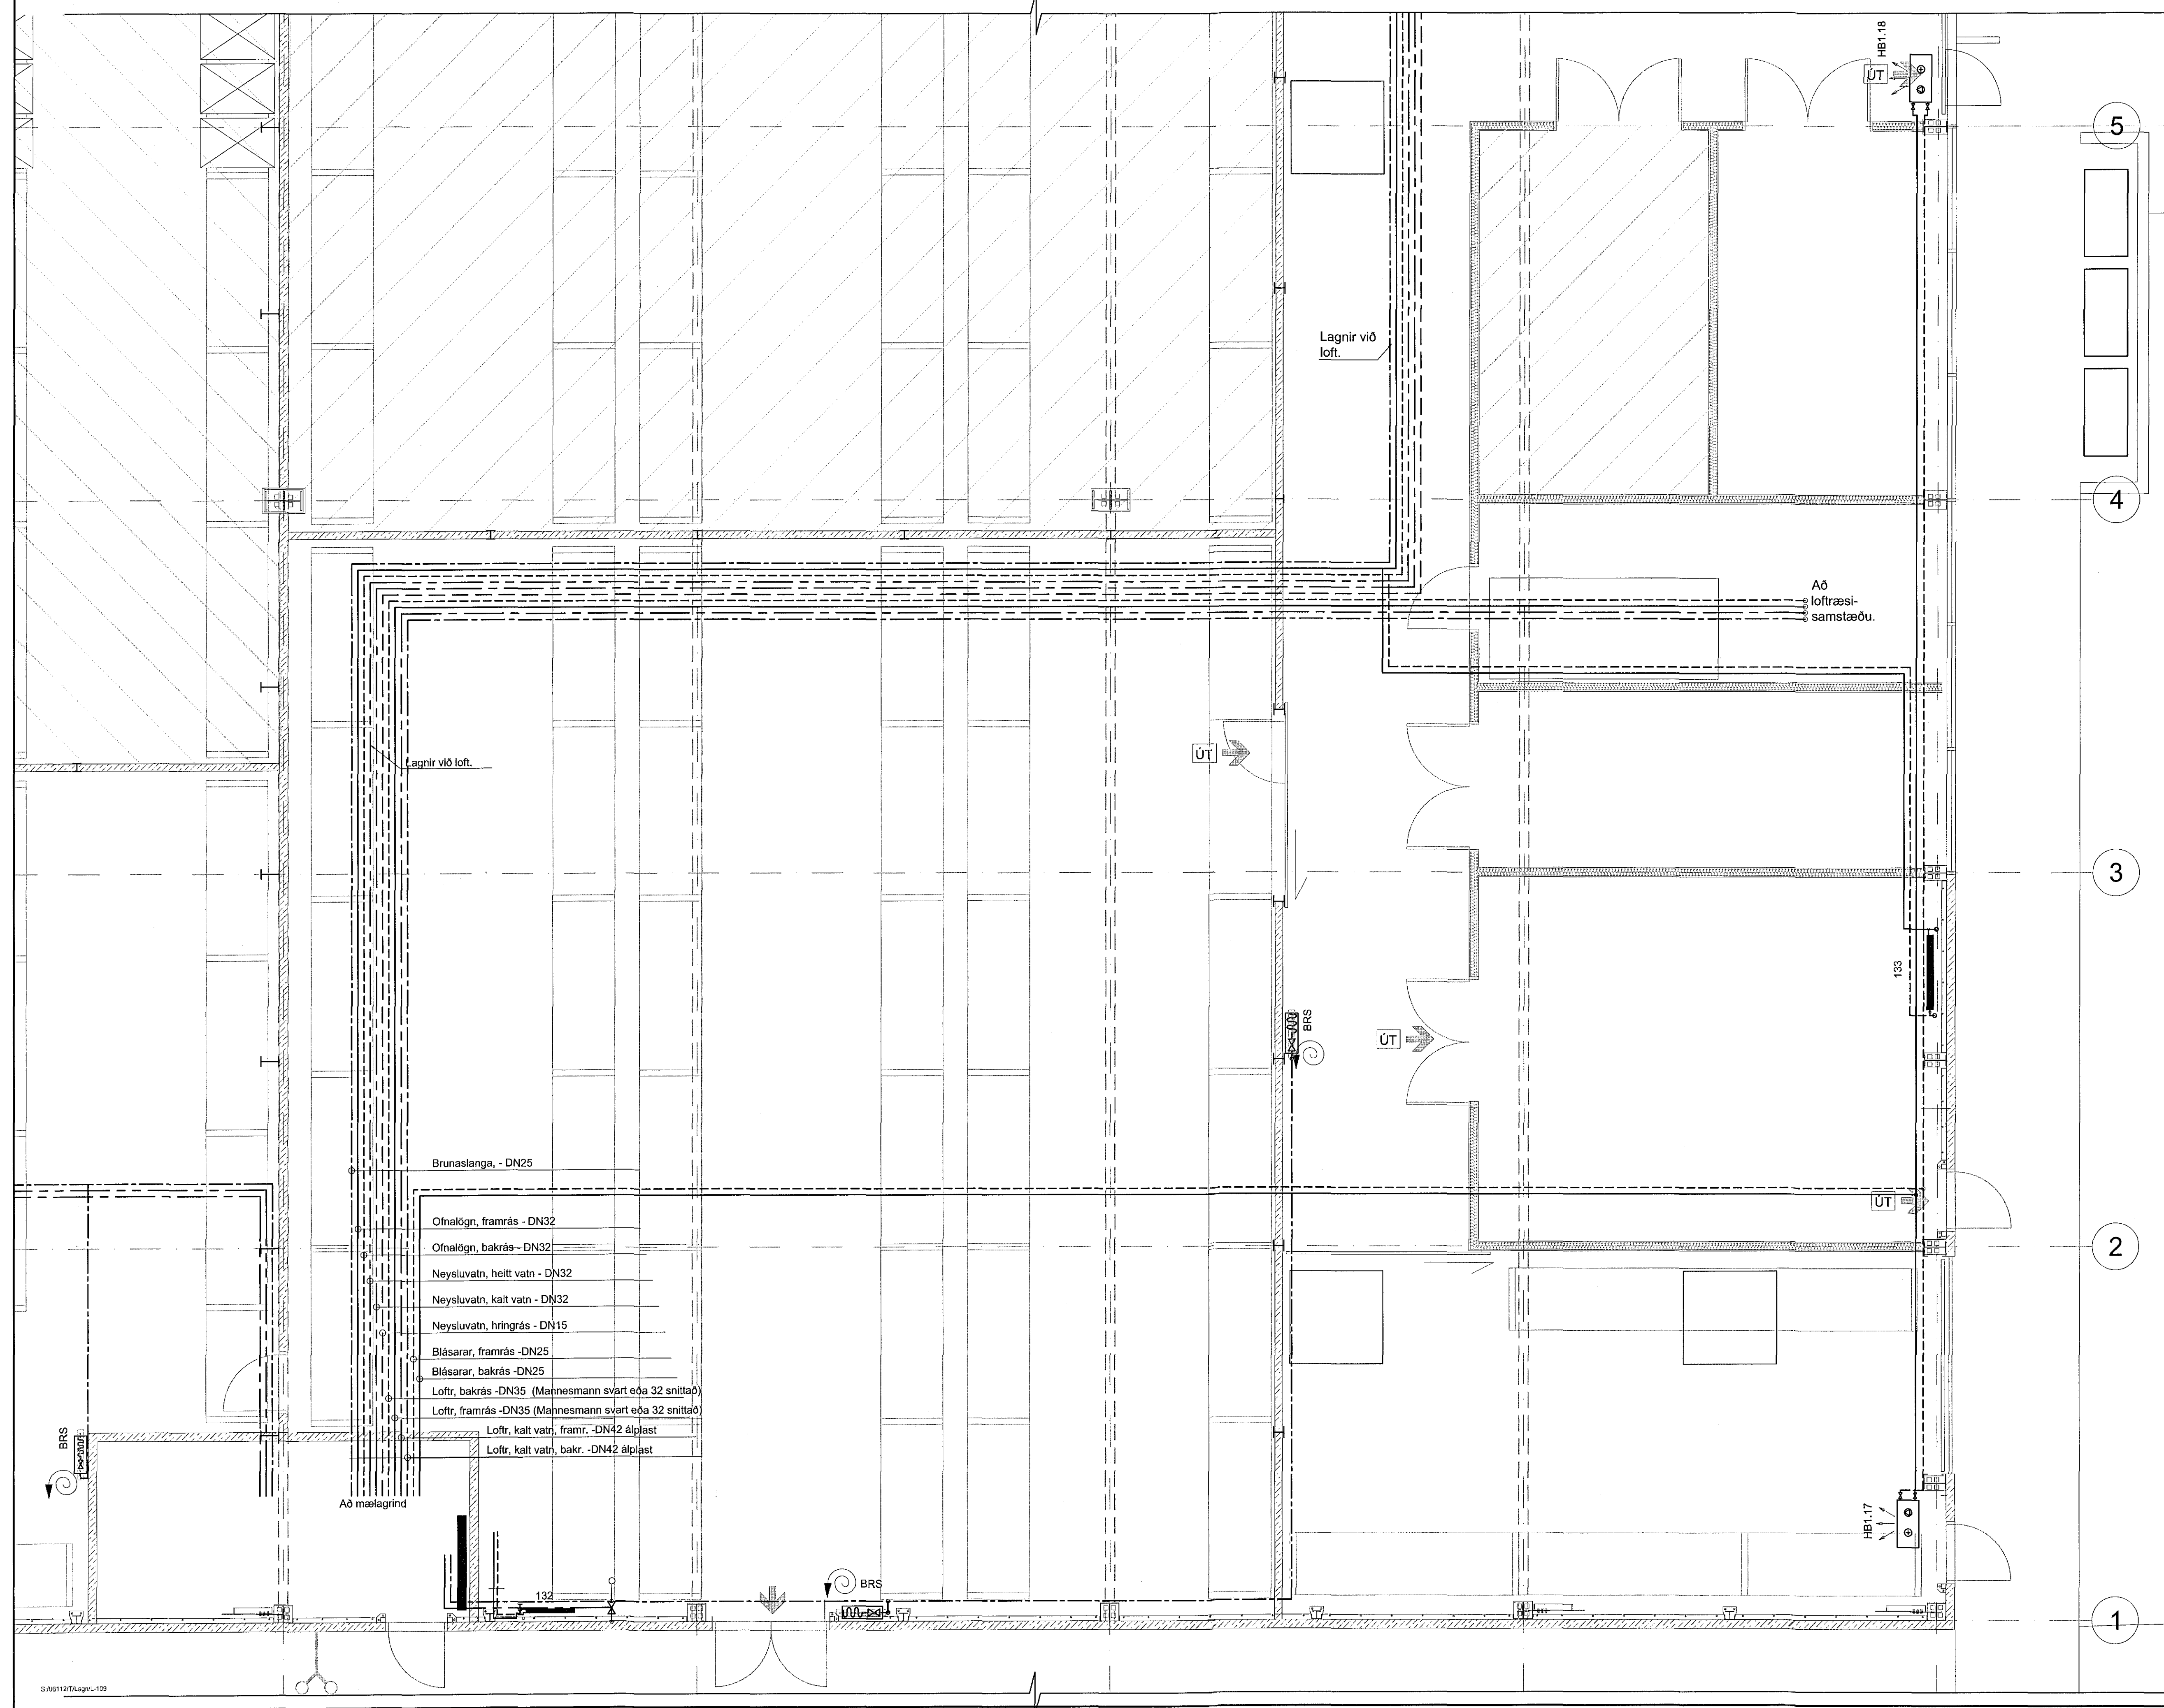 HB1.18
ÚT
5
Lagnir við
loft.
4
Að
loftræsi-
samstæðu.
ÚT
Lagnir við loft.
3
133
BRS
ÚT
Brunaslanga, - DN25
ÚT
Ofnalögn, framrás - DN32
Ofnalögn, bakrás - DN32
2
Neysluvatn, heitt vatn - DN32
Neysluvatn, kalt vatn - DN32
Neysluvatn, hringrás - DN15
Blásarar, framrás -DN25
Blásarar, bakrás -DN25
Loftr, bakrás -DN35 (Mannesmann svart eða 32 snittað)
Loftr, framrás -DN35 (Mannesmann svart eða 32 snittað)
Loftr, kalt vatn, framr. -DN42 álplast
Loftr, kalt vatn, bakr. -DN42 álplast
BRS
Að mælagrind
HB1.17
132
BRS
1
S:/06112/T/Lagn/L-109